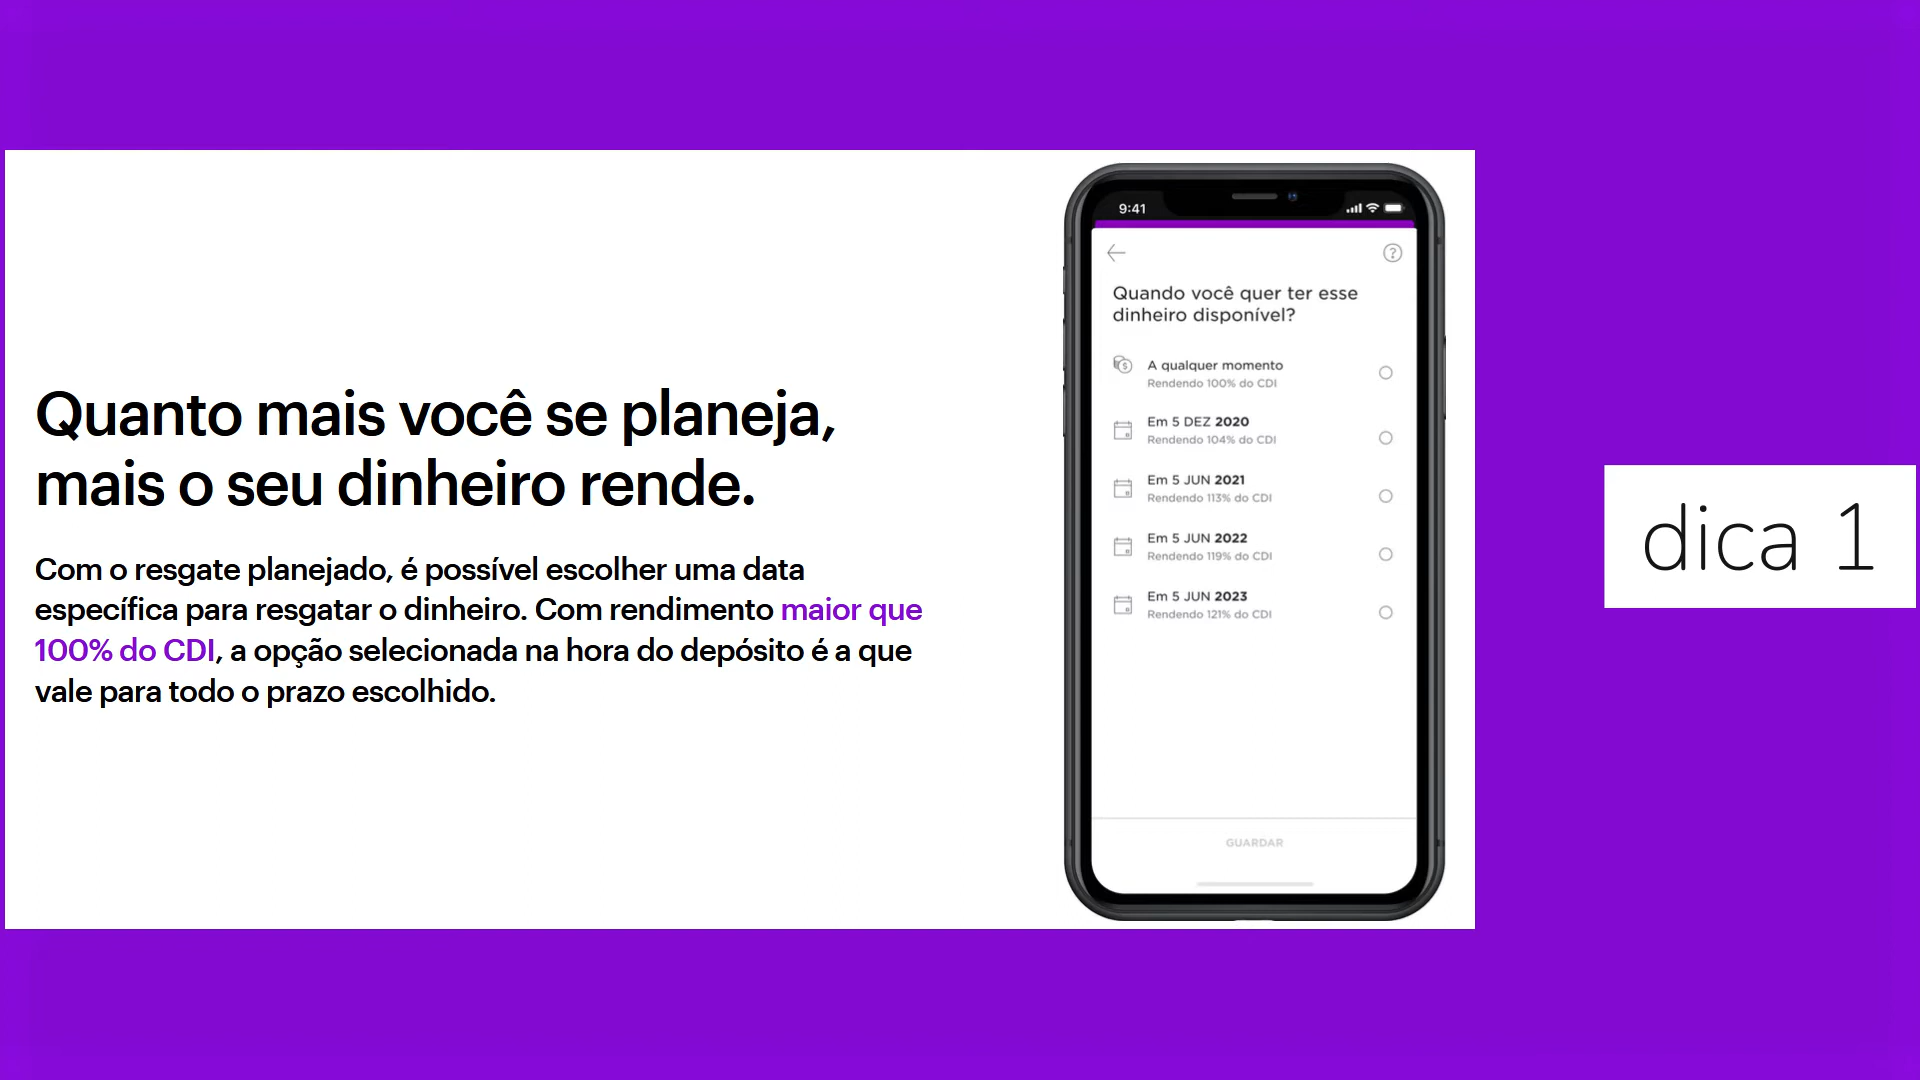 Quanto mais você se planeja,
mais o seu dinheiro rende.
Com o resgate planejado, é possível escolher uma data
específica para resgatar o dinheiro. Com rendimento maior que
100% do CDI, a opção selecionada na hora do depósito é a que
vale para todo o prazo escolhido.
9:41
Quando você quer ter esse
dinheiro disponível?
A qualquer momento
Rendendo 100% do CDI
Em 5 DEZ 2020
Rendendo 104% do CDI
Em 5 JUN 2021
Rendendo 113% do CDI
Em 5 JUN 2022
Rendendo 119% do CDI
Em 5 JUN 2023
Rendendo 121% do CDI
GUARDAR
dica 1